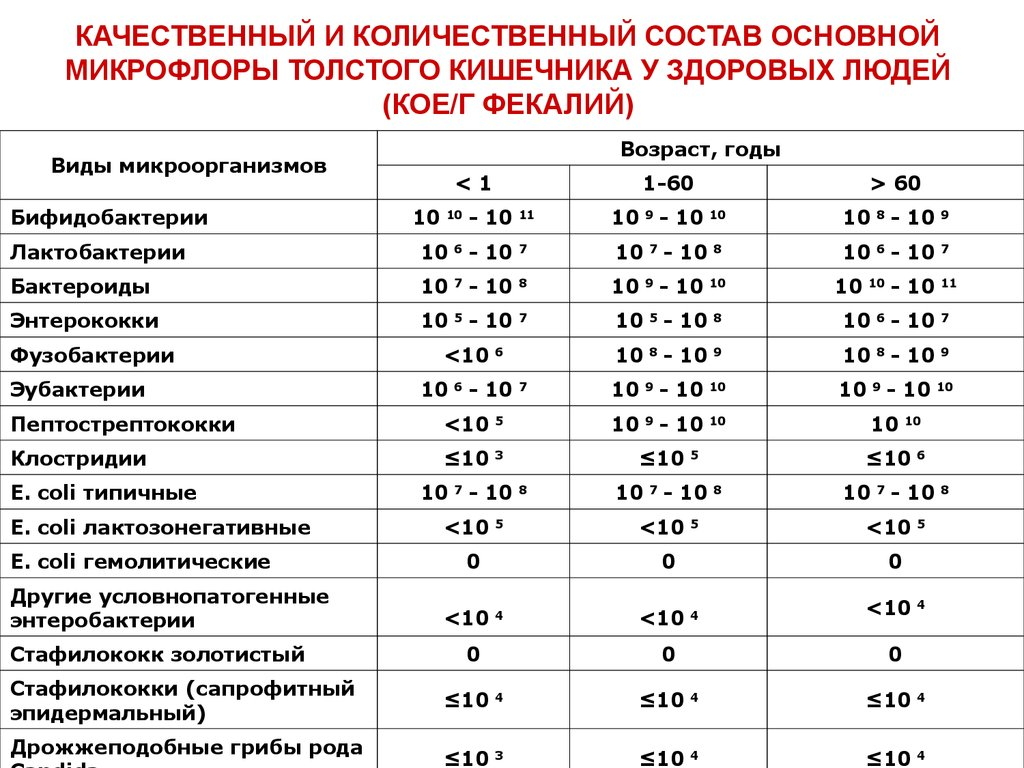 КАЧЕСТВЕННЫЙ И КОЛИЧЕСТВЕННЫЙ СОСТАВ ОСНОВНОЙ
МИКРОФЛОРЫ ТОЛСТОГО КИШЕЧНИКА У ЗДОРОВЫХ ЛЮДЕЙ
(КОЕ/Г ФЕКАЛИЙ)
Виды микроорганизмов
Возраст, годы
< 1 1-60 > 60
Бифидобактерии 10 ¹⁰ - 10 ¹¹ 10 ⁹ - 10 ¹⁰ 10 ⁸ - 10 ⁹
Лактобактерии 10 ⁶ - 10 ⁷ 10 ⁷ - 10 ⁸ 10 ⁶ - 10 ⁷
Бактероиды 10 ⁷ - 10 ⁸ 10 ⁹ - 10 ¹⁰ 10 ¹⁰ - 10 ¹¹
Энтерококки 10 ⁵ - 10 ⁷ 10 ⁵ - 10 ⁸ 10 ⁶ - 10 ⁷
Фузобактерии <10 ⁶ 10 ⁸ - 10 ⁹ 10 ⁸ - 10 ⁹
Эубактерии 10 ⁶ - 10 ⁷ 10 ⁹ - 10 ¹⁰ 10 ⁹ - 10 ¹⁰
Пептострептококки <10 ⁵ 10 ⁹ - 10 ¹⁰ 10 ¹⁰
Клостридии ≤10 ³ ≤10 ⁵ ≤10 ⁶
E. coli типичные 10 ⁷ - 10 ⁸ 10 ⁷ - 10 ⁸ 10 ⁷ - 10 ⁸
E. coli лактозонегативные <10 ⁵ <10 ⁵ <10 ⁵
E. coli гемолитические 0 0 0
Другие условнопатогенные
энтеробактерии <10 ⁴ <10 ⁴ <10 ⁴
Стафилококк золотистый 0 0 0
Стафилококки (сапрофитный
эпидермальный) ≤10 ⁴ ≤10 ⁴ ≤10 ⁴
Дрожжеподобные грибы рода
≤10 ³ ≤10 ⁴ ≤10 ⁴